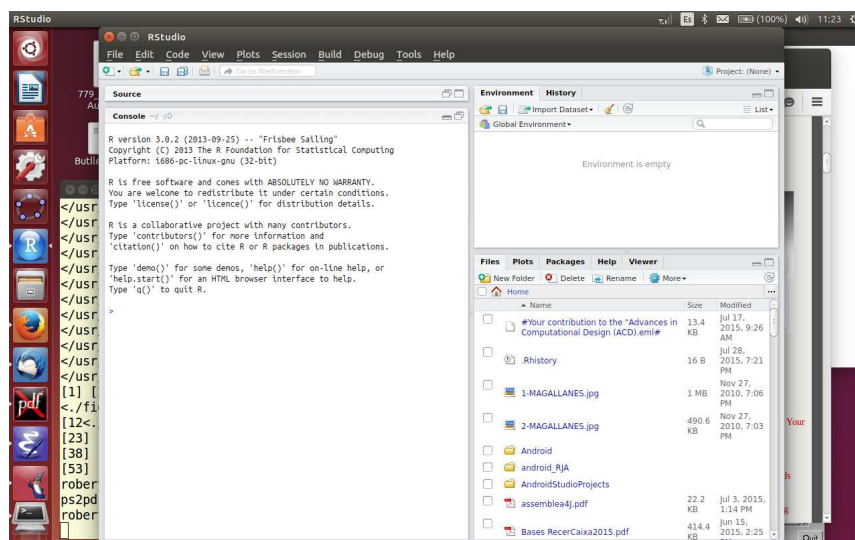 RStudio
Es (100%) 11:23
RStudio
File Edit Code View Plots Session Build Debug Tools Help
Go to file/function
Project: (None)
Source
Console ~/
R version 3.0.2 (2013-09-25) -- "Frisbee Sailing"
Copyright (C) 2013 The R Foundation for Statistical Computing
Platform: i686-pc-linux-gnu (32-bit)
R is free software and comes with ABSOLUTELY NO WARRANTY.
You are welcome to redistribute it under certain conditions.
Type 'license()' or 'licence()' for distribution details.
R is a collaborative project with many contributors.
Type 'contributors()' for more information and
'citation()' on how to cite R or R packages in publications.
Type 'demo()' for some demos, 'help()' for on-line help, or
'help.start()' for an HTML browser interface to help.
Type 'q()' to quit R.
>
Environment History
Import Dataset List
Global Environment
Environment is empty
Files Plots Packages Help Viewer
New Folder Delete Rename More
Home
Name Size Modified
#Your contribution to the "Advances in Computational Design (ACD).eml# 13.4 KB Jul 17, 2015, 9:26 AM
.Rhistory 16 B Jul 28, 2015, 7:21 PM
1-MAGALLANES.jpg 1 MB Nov 27, 2010, 7:06 PM
2-MAGALLANES.jpg 490.6 KB Nov 27, 2010, 7:03 PM
Android
android_RJA
AndroidStudioProjects
assemblea4J.pdf 22.2 KB Jul 3, 2015, 1:14 PM
Bases RecerCaixa2015.pdf 414.4 KB Jun 15, 2015, 2:25
779_
Au
Butlle
</usr
</usr
</usr
</usr
</usr
</usr
</usr
</usr
</usr
</usr
</usr
</usr
[1] [
<./fi
[12<.
[23]
[38]
[53]
rober
ps2pd
rober
pdf
Your
Quit